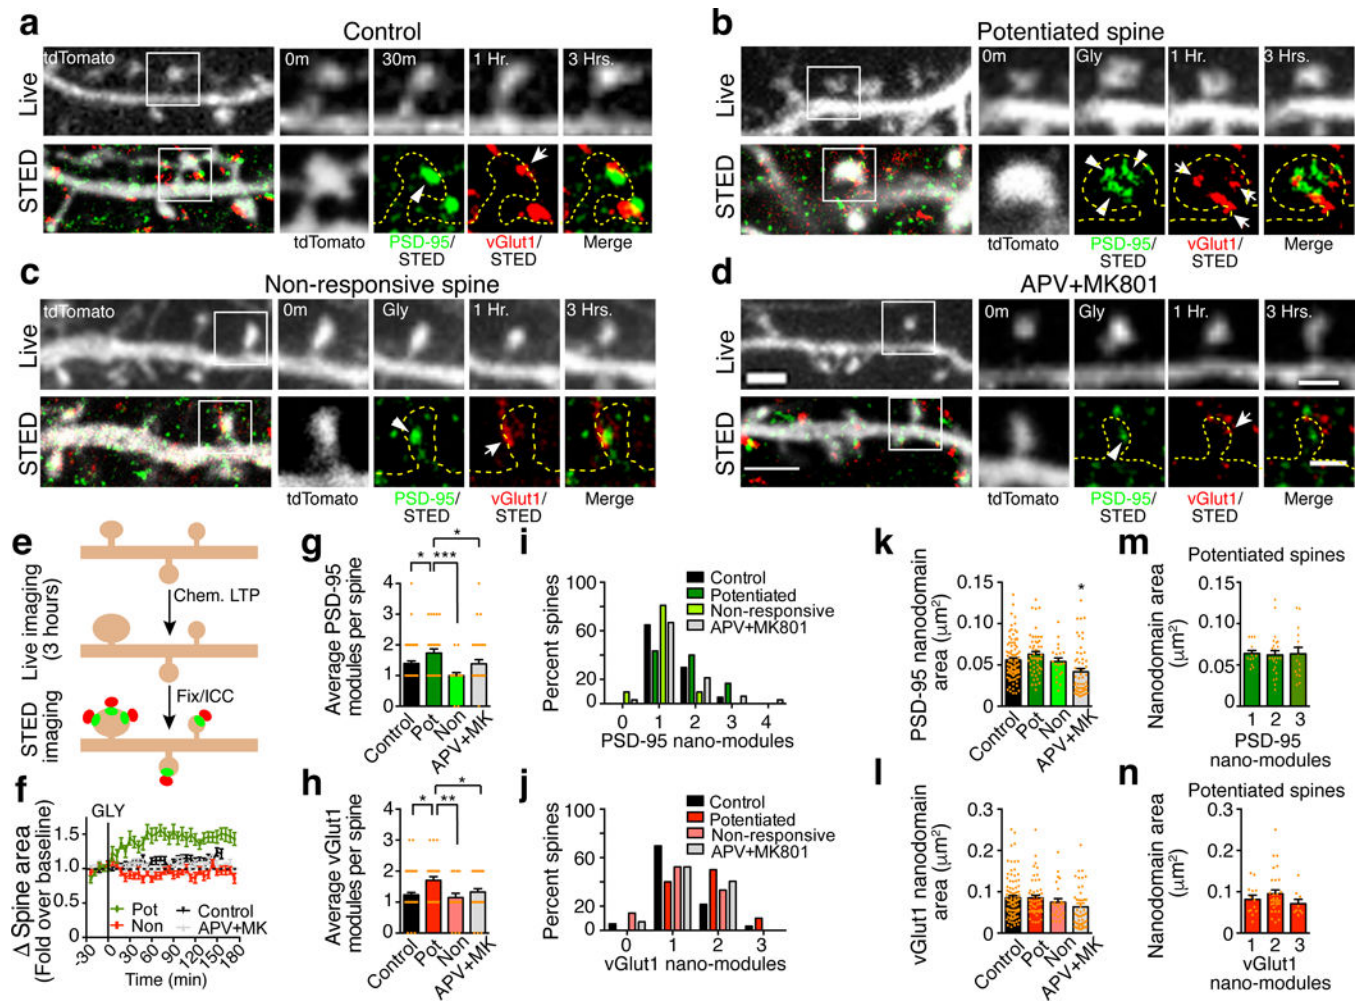 a
Control
b
Potentiated spine
Live
tdTomato
0m
30m
1 Hr.
3 Hrs.
Live
0m
Gly
1 Hr.
3 Hrs.
STED
STED
tdTomato
PSD-95/
STED
vGlut1/
STED
Merge
tdTomato
PSD-95/
STED
vGlut1/
STED
Merge
c
Non-responsive spine
d
APV+MK801
Live
tdTomato
0m
Gly
1 Hr.
3 Hrs.
Live
0m
Gly
1 Hr.
3 Hrs.
STED
STED
tdTomato
PSD-95/
STED
vGlut1/
STED
Merge
tdTomato
PSD-95/
STED
vGlut1/
STED
Merge
e
Live imaging
(3 hours)
STED
imaging
Chem. LTP
Fix/ICC
f
Δ Spine area
(Fold over baseline)
GLY
1.5
1.0
0.5
0.0
Pot
Non
Control
APV+MK
-30
0
30
60
90
120
150
180
Time (min)
g
Average PSD-95
modules per spine
4
3
2
1
0
*
***
*
Control
Pot
Non
APV+MK
h
Average vGlut1
modules per spine
4
3
2
1
0
*
**
*
Control
Pot
Non
APV+MK
i
Percent spines
100
60
20
0
Control
Potentiated
Non-responsive
APV+MK801
0 1 2 3 4
PSD-95 nano-modules
j
Percent spines
100
60
20
0
Control
Potentiated
Non-responsive
APV+MK801
0 1 2 3
vGlut1 nano-modules
k
PSD-95 nanodomain
area (μm2)
0.15
0.10
0.05
0.00
*
Control
Pot
Non
APV+MK
l
vGlut1 nanodomain
area (μm2)
0.3
0.2
0.1
0.0
Control
Pot
Non
APV+MK
m
Potentiated spines
Nanodomain area
(μm2)
0.15
0.10
0.05
0.00
1 2 3
PSD-95
nano-modules
n
Potentiated spines
Nanodomain area
(μm2)
0.3
0.2
0.1
0.0
1 2 3
vGlut1
nano-modules